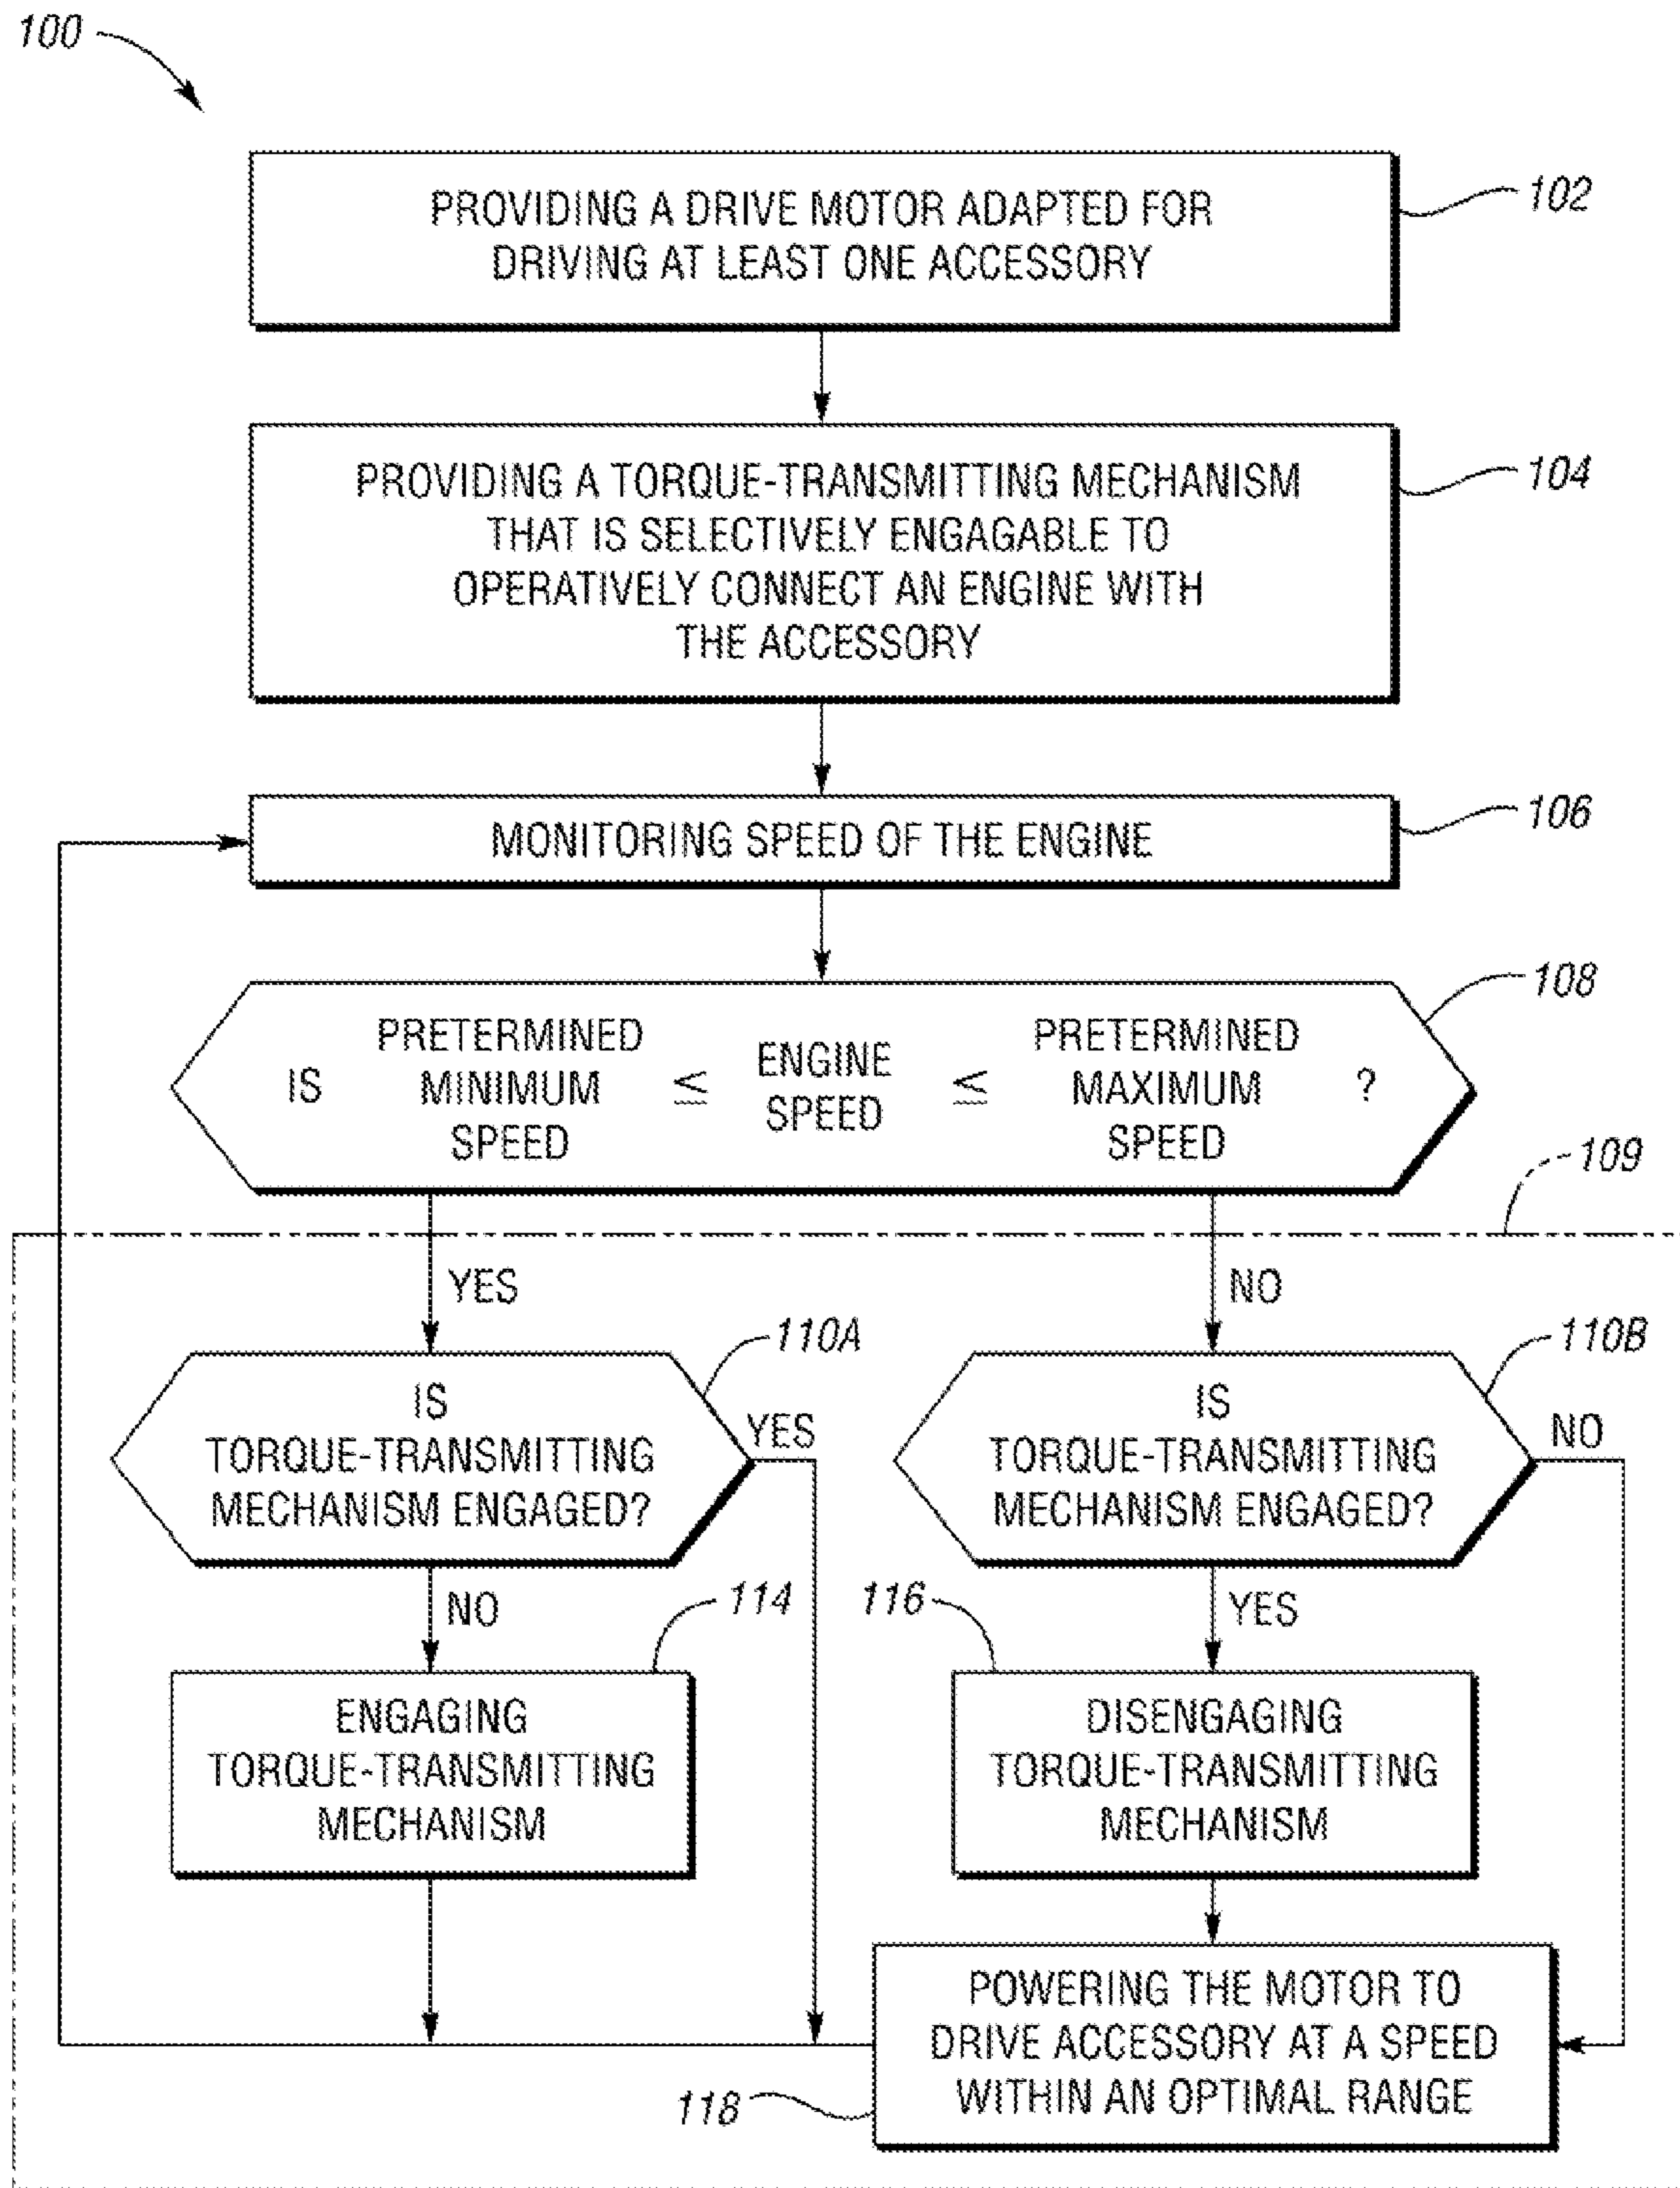 100
PROVIDING A DRIVE MOTOR ADAPTED FOR
DRIVING AT LEAST ONE ACCESSORY
102
PROVIDING A TORQUE-TRANSMITTING MECHANISM
THAT IS SELECTIVELY ENGAGABLE TO
OPERATIVELY CONNECT AN ENGINE WITH
THE ACCESSORY
104
MONITORING SPEED OF THE ENGINE
106
108
IS
PRETERMINED
MINIMUM
SPEED
≦
ENGINE
SPEED
≦
PRETERMINED
MAXIMUM
SPEED
?
109
YES
NO
110A
IS
TORQUE-TRANSMITTING
MECHANISM ENGAGED?
YES
110B
IS
TORQUE-TRANSMITTING
MECHANISM ENGAGED?
NO
NO
114
116
YES
ENGAGING
TORQUE-TRANSMITTING
MECHANISM
DISENGAGING
TORQUE-TRANSMITTING
MECHANISM
POWERING THE MOTOR TO
DRIVE ACCESSORY AT A SPEED
WITHIN AN OPTIMAL RANGE
118